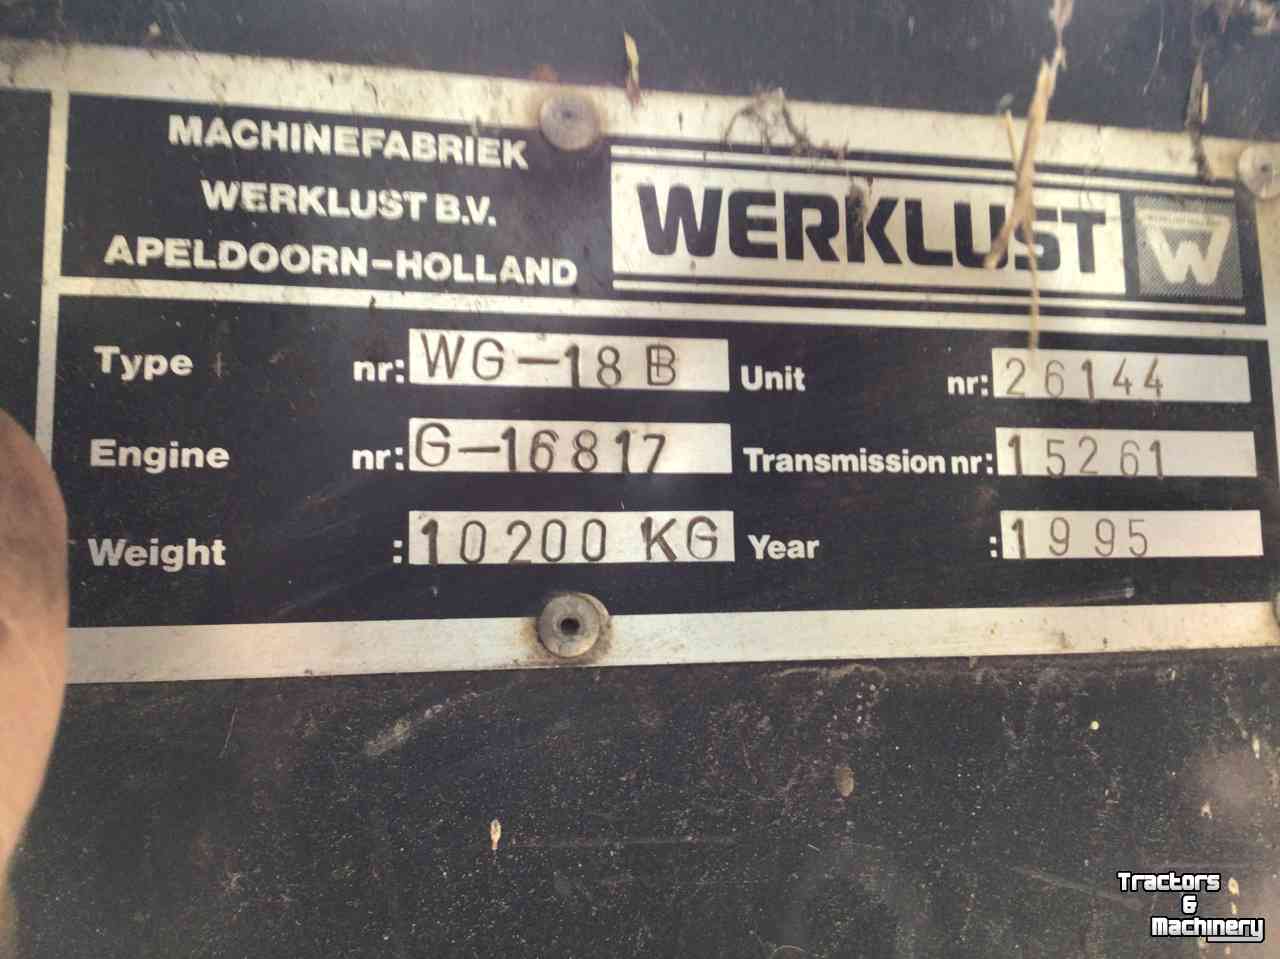 MACHINEFABRIEK
WERKLUST B.V.
APELDOORN-HOLLAND
WERKLUST W
Type nr: WG-18B Unit nr: 26144
Engine nr: G-16817 Transmission nr: 15261
Weight : 10200 KG Year : 1995
Tractors
&
Machinery